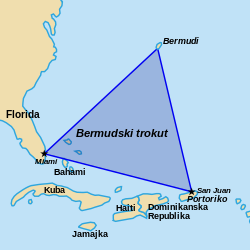 Bermudi
Florida
Bermudski trokut
Miami
Bahami
Kuba
San Juan
Portoriko
Haiti
Dominikanska
Republika
Jamajka